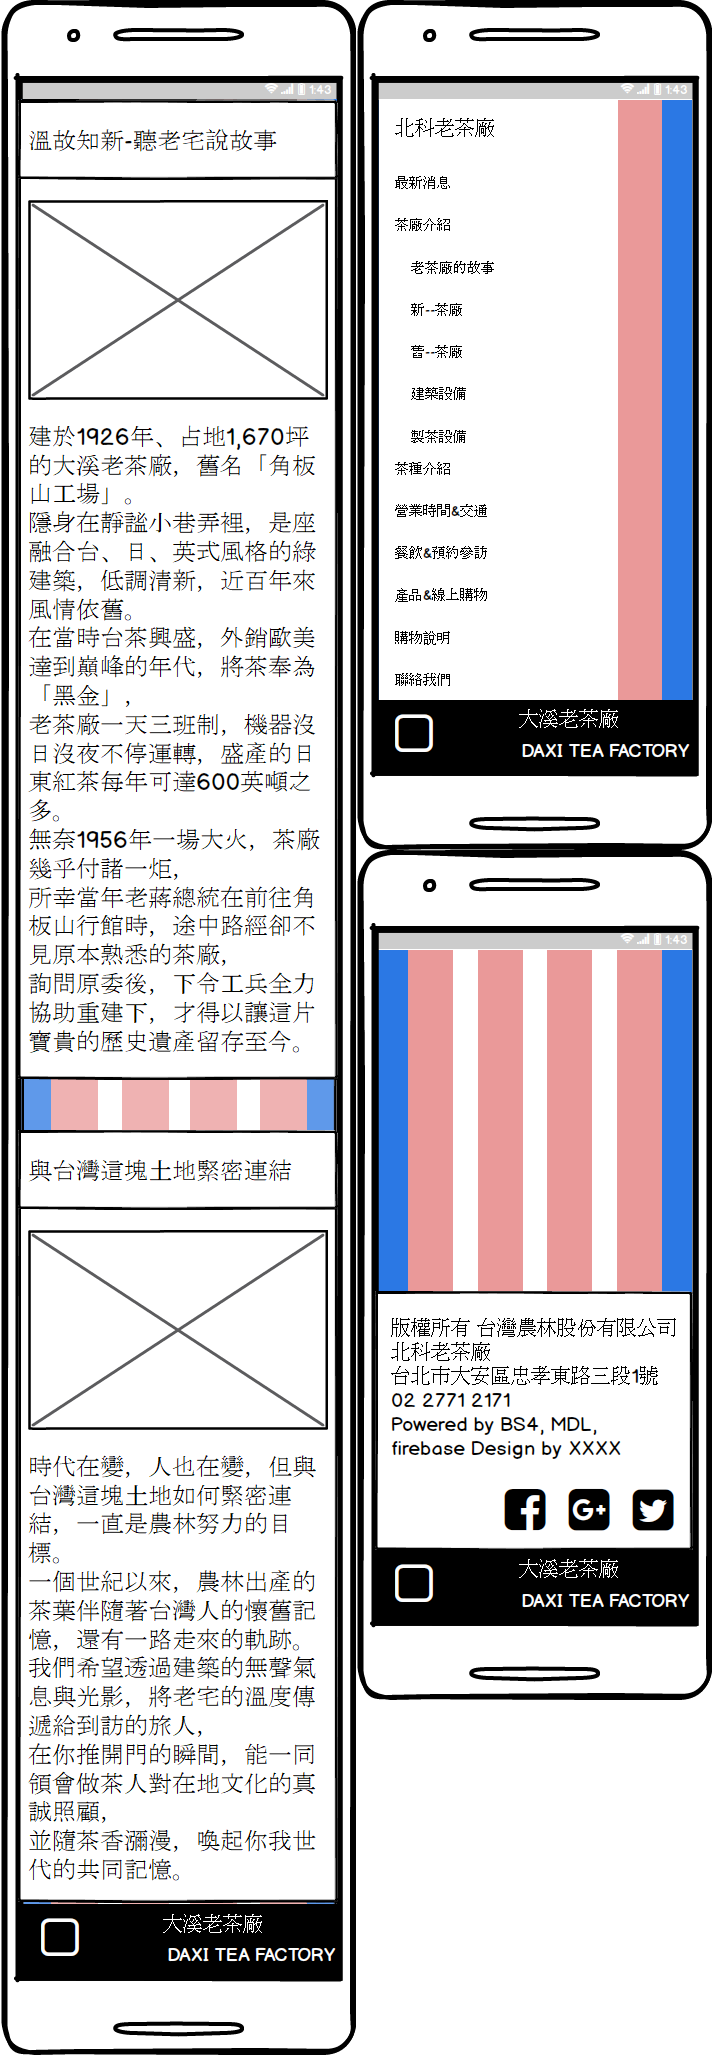 1:43
溫故知新-聽老宅說故事
建於1926年、占地1,670坪
的大溪老茶廠，舊名「角板
山工場」。
隱身在靜謐小巷弄裡，是座
融合台、日、英式風格的綠
建築，低調清新，近百年來
風情依舊。
在當時台茶興盛，外銷歐美
達到巔峰的年代，將茶奉為
「黑金」，
老茶廠一天三班制，機器沒
日沒夜不停運轉，盛產的日
東紅茶每年可達600英噸之
多。
無奈1956年一場大火，茶廠
幾乎付諸一炬，
所幸當年老蔣總統在前往角
板山行館時，途中路經卻不
見原本熟悉的茶廠，
詢問原委後，下令工兵全力
協助重建下，才得以讓這片
寶貴的歷史遺產留存至今。
與台灣這塊土地緊密連結
時代在變，人也在變，但與
台灣這塊土地如何緊密連
結，一直是農林努力的目
標。
一個世紀以來，農林出產的
茶葉伴隨著台灣人的懷舊記
憶，還有一路走來的軌跡。
我們希望透過建築的無聲氣
息與光影，將老宅的溫度傳
遞給到訪的旅人，
在你推開門的瞬間，能一同
領會做茶人對在地文化的真
誠照顧，
並隨茶香瀰漫，喚起你我世
代的共同記憶。
大溪老茶廠
DAXI TEA FACTORY
1:43
北科老茶廠
最新消息
茶廠介紹
老茶廠的故事
新--茶廠
舊--茶廠
建築設備
製茶設備
茶種介紹
營業時間&交通
餐飲&預約參訪
產品&線上購物
購物說明
聯絡我們
大溪老茶廠
DAXI TEA FACTORY
1:43
版權所有 台灣農林股份有限公司
北科老茶廠
台北市大安區忠孝東路三段1號
02 2771 2171
Powered by BS4, MDL,
firebase Design by XXXX
大溪老茶廠
DAXI TEA FACTORY